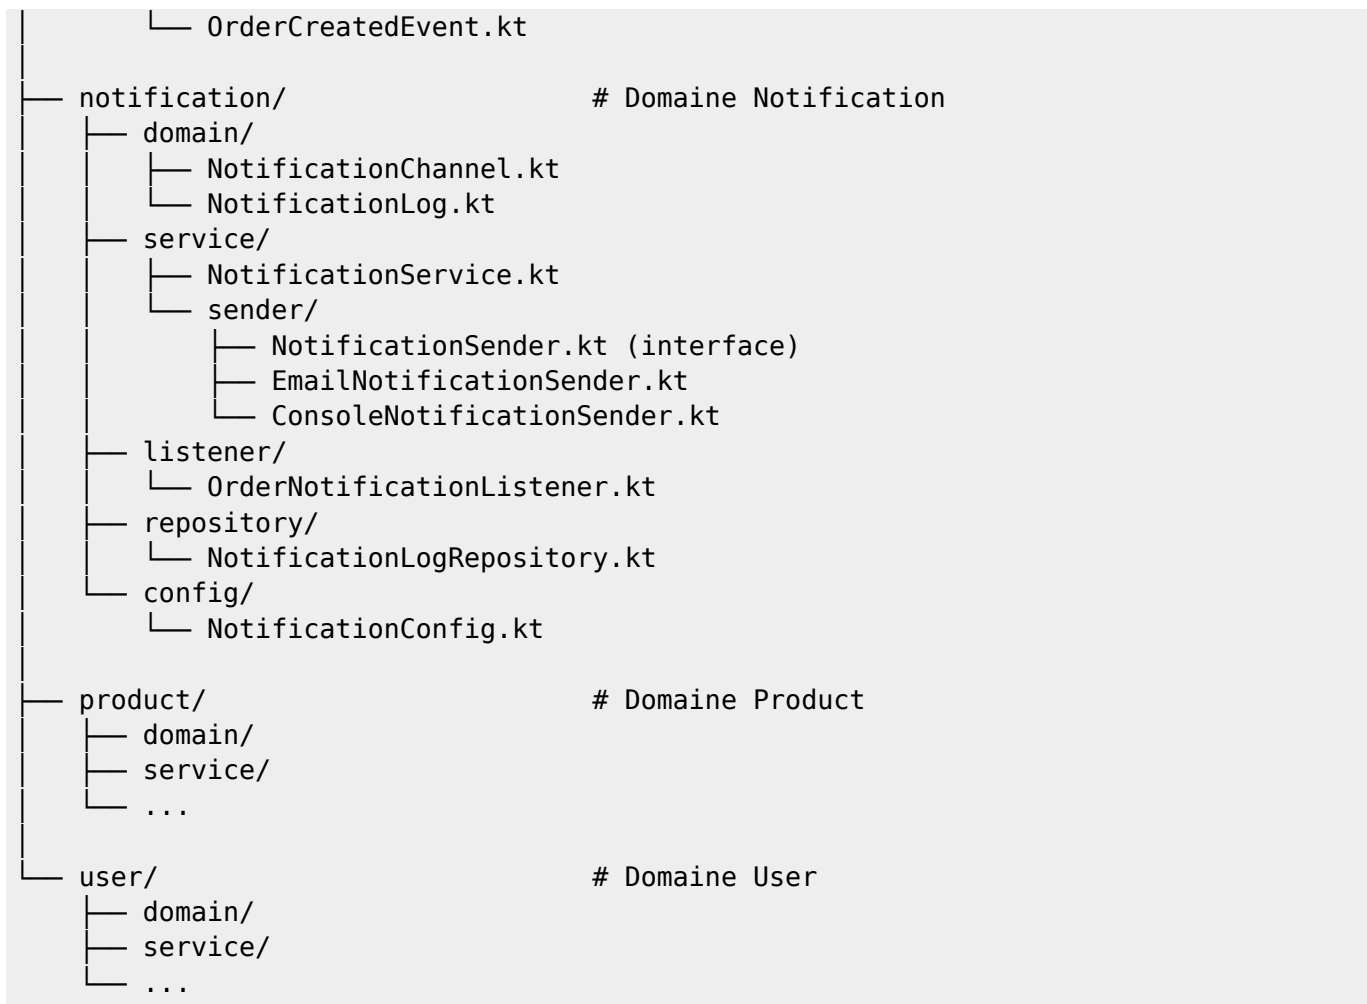 │       └── OrderCreatedEvent.kt
│
├── notification/                   # Domaine Notification
│   ├── domain/
│   │   ├── NotificationChannel.kt
│   │   └── NotificationLog.kt
│   ├── service/
│   │   ├── NotificationService.kt
│   │   └── sender/
│   │       ├── NotificationSender.kt (interface)
│   │       ├── EmailNotificationSender.kt
│   │       └── ConsoleNotificationSender.kt
│   ├── listener/
│   │   └── OrderNotificationListener.kt
│   ├── repository/
│   │   └── NotificationLogRepository.kt
│   └── config/
│       └── NotificationConfig.kt
│
├── product/                        # Domaine Product
│   ├── domain/
│   ├── service/
│   └── ...
│
└── user/                           # Domaine User
    ├── domain/
    ├── service/
    └── ...